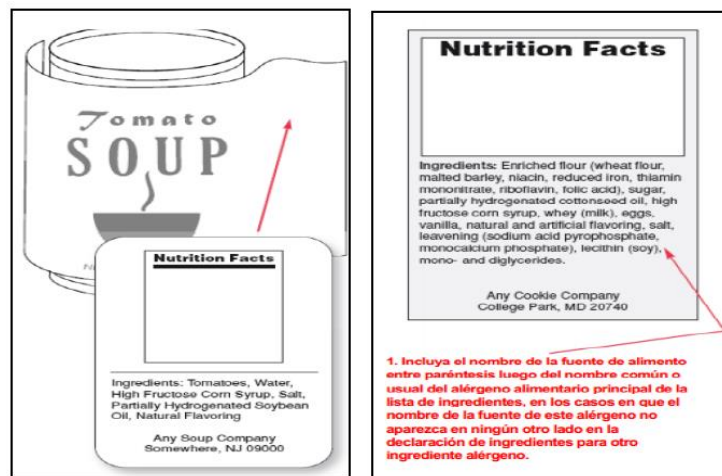 Tomato
SOUP
Nutrition Facts
Ingredients: Tomatoes, Water,
High Fructose Corn Syrup, Salt,
Partially Hydrogenated Soybean
Oil, Natural Flavoring
Any Soup Company
Somewhere, NJ 09000
Nutrition Facts
Ingredients: Enriched flour (wheat flour,
malted barley, niacin, reduced iron, thiamin
mononitrate, riboflavin, folic acid), sugar,
partially hydrogenated cottonseed oil, high
fructose corn syrup, whey (milk), eggs,
vanilla, natural and artificial flavoring, salt,
leavening (sodium acid pyrophosphate,
monocalcium phosphate), lecithin (soy),
mono- and diglycerides.
Any Cookie Company
College Park, MD 20740
1. Incluya el nombre de la fuente de alimento
entre paréntesis luego del nombre común o
usual del alérgeno alimentario principal de la
lista de ingredientes, en los casos en que el
nombre de la fuente de este alérgeno no
aparezca en ningún otro lado en la
declaración de ingredientes para otro
ingrediente alérgeno.